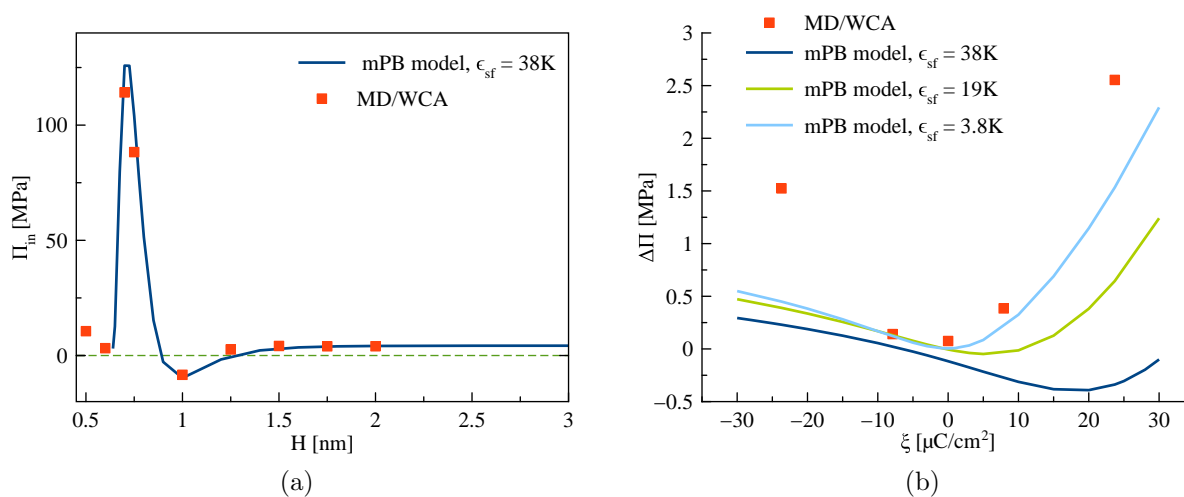 mPB model, ϵsf = 38K
MD/WCA
Πin [MPa]
100
50
0
0.5 1 1.5 2 2.5 3
H [nm]
(a)
MD/WCA
mPB model, ϵsf = 38K
mPB model, ϵsf = 19K
mPB model, ϵsf = 3.8K
ΔΠ [MPa]
3
2.5
2
1.5
1
0.5
0
−0.5
−30 −20 −10 0 10 20 30
ξ [μC/cm²]
(b)